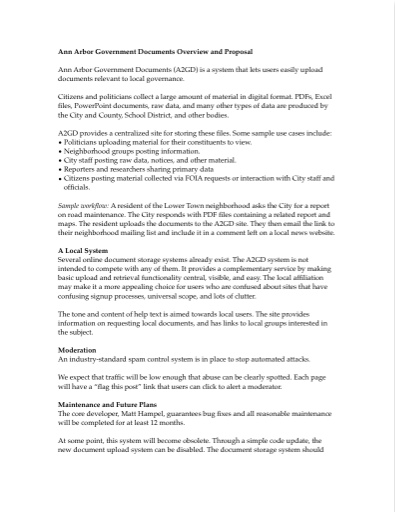 Ann Arbor Government Documents Overview and Proposal
Ann Arbor Government Documents (A2GD) is a system that lets users easily upload
documents relevant to local governance.
Citizens and politicians collect a large amount of material in digital format. PDFs, Excel
files, PowerPoint documents, raw data, and many other types of data are produced by
the City and County, School District, and other bodies.
A2GD provides a centralized site for storing these files. Some sample use cases include:
• Politicians uploading material for their constituents to view.
• Neighborhood groups posting information.
• City staff posting raw data, notices, and other material.
• Reporters and researchers sharing primary data
• Citizens posting material collected via FOIA requests or interaction with City staff and
officials.
Sample workflow: A resident of the Lower Town neighborhood asks the City for a report
on road maintenance. The City responds with PDF files containing a related report and
maps. The resident uploads the documents to the A2GD site. They then email the link to
their neighborhood mailing list and include it in a comment left on a local news website.
A Local System
Several online document storage systems already exist. The A2GD system is not
intended to compete with any of them. It provides a complementary service by making
basic upload and retrieval functionality central, visible, and easy. The local affiliation
may make it a more appealing choice for users who are confused about sites that have
confusing signup processes, universal scope, and lots of clutter.
The tone and content of help text is aimed towards local users. The site provides
information on requesting local documents, and has links to local groups interested in
the subject.
Moderation
An industry-standard spam control system is in place to stop automated attacks.
We expect that traffic will be low enough that abuse can be clearly spotted. Each page
will have a “flag this post” link that users can click to alert a moderator.
Maintenance and Future Plans
The core developer, Matt Hampel, guarantees bug fixes and all reasonable maintenance
will be completed for at least 12 months.
At some point, this system will become obsolete. Through a simple code update, the
new document upload system can be disabled. The document storage system should